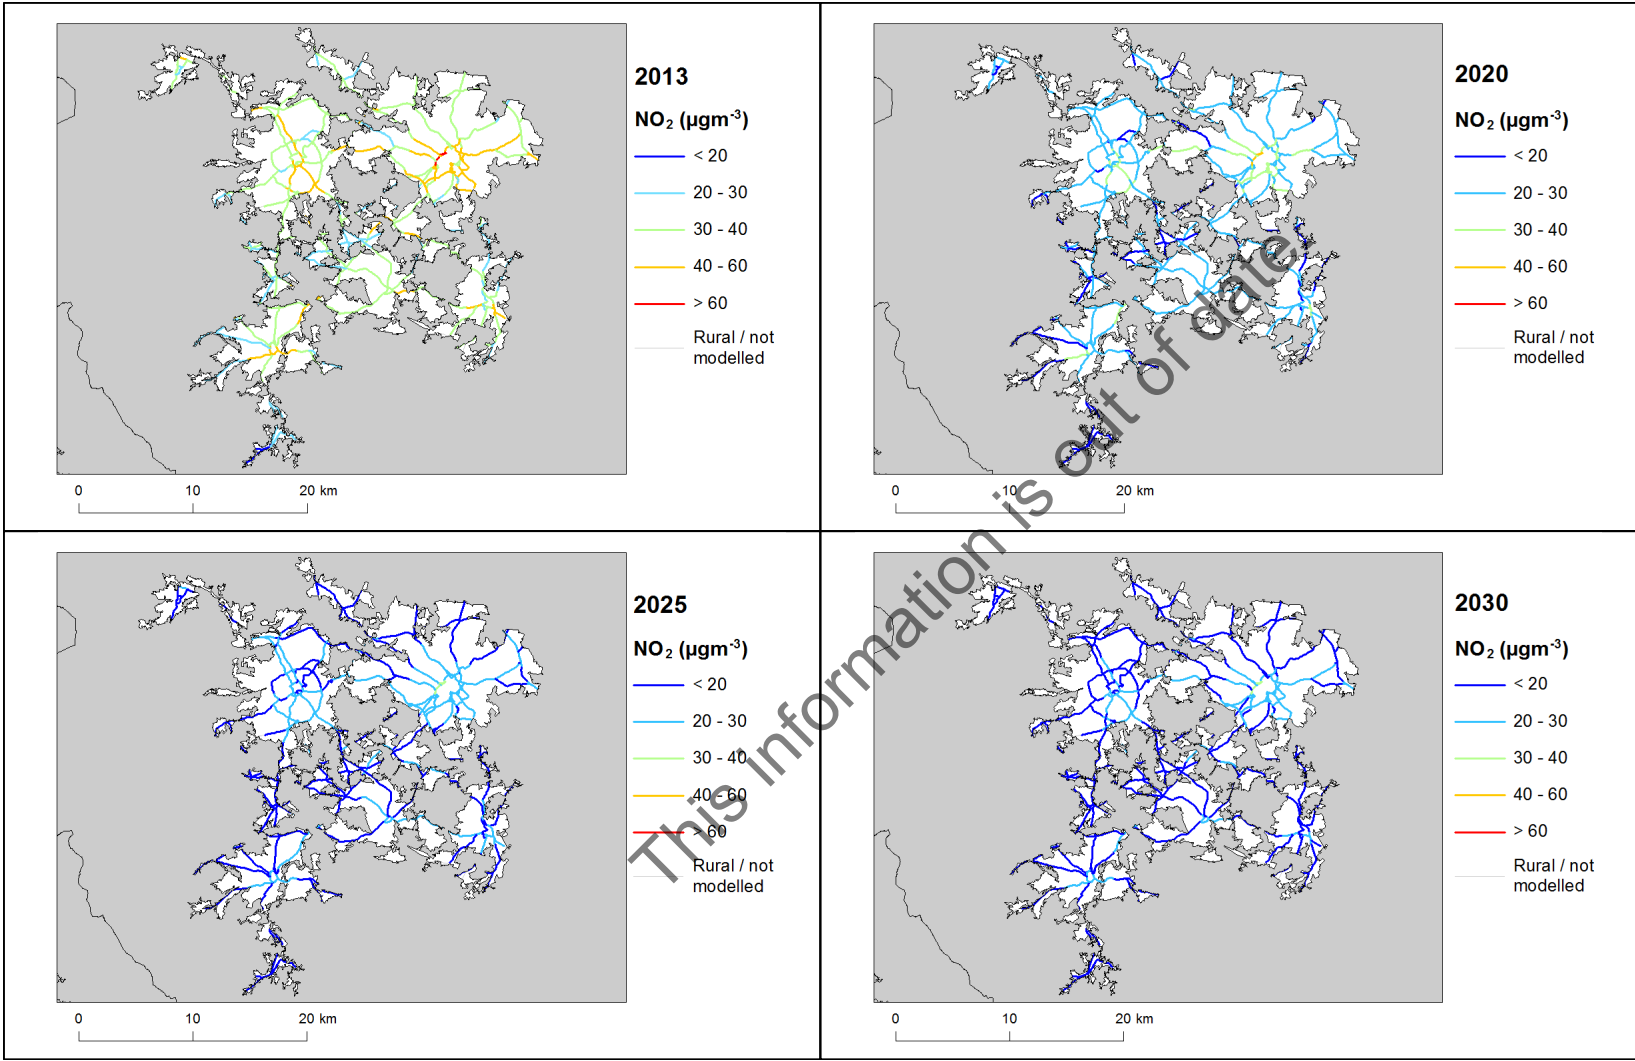 2013
NO₂ (µgm⁻³)
< 20
20 - 30
30 - 40
40 - 60
> 60
Rural / not
modelled
0 10 20 km
2020
NO₂ (µgm⁻³)
< 20
20 - 30
30 - 40
40 - 60
> 60
Rural / not
modelled
0 10 20 km
2025
NO₂ (µgm⁻³)
< 20
20 - 30
30 - 40
40 - 60
> 60
Rural / not
modelled
0 10 20 km
2030
NO₂ (µgm⁻³)
< 20
20 - 30
30 - 40
40 - 60
> 60
Rural / not
modelled
0 10 20 km
This information is out of date.